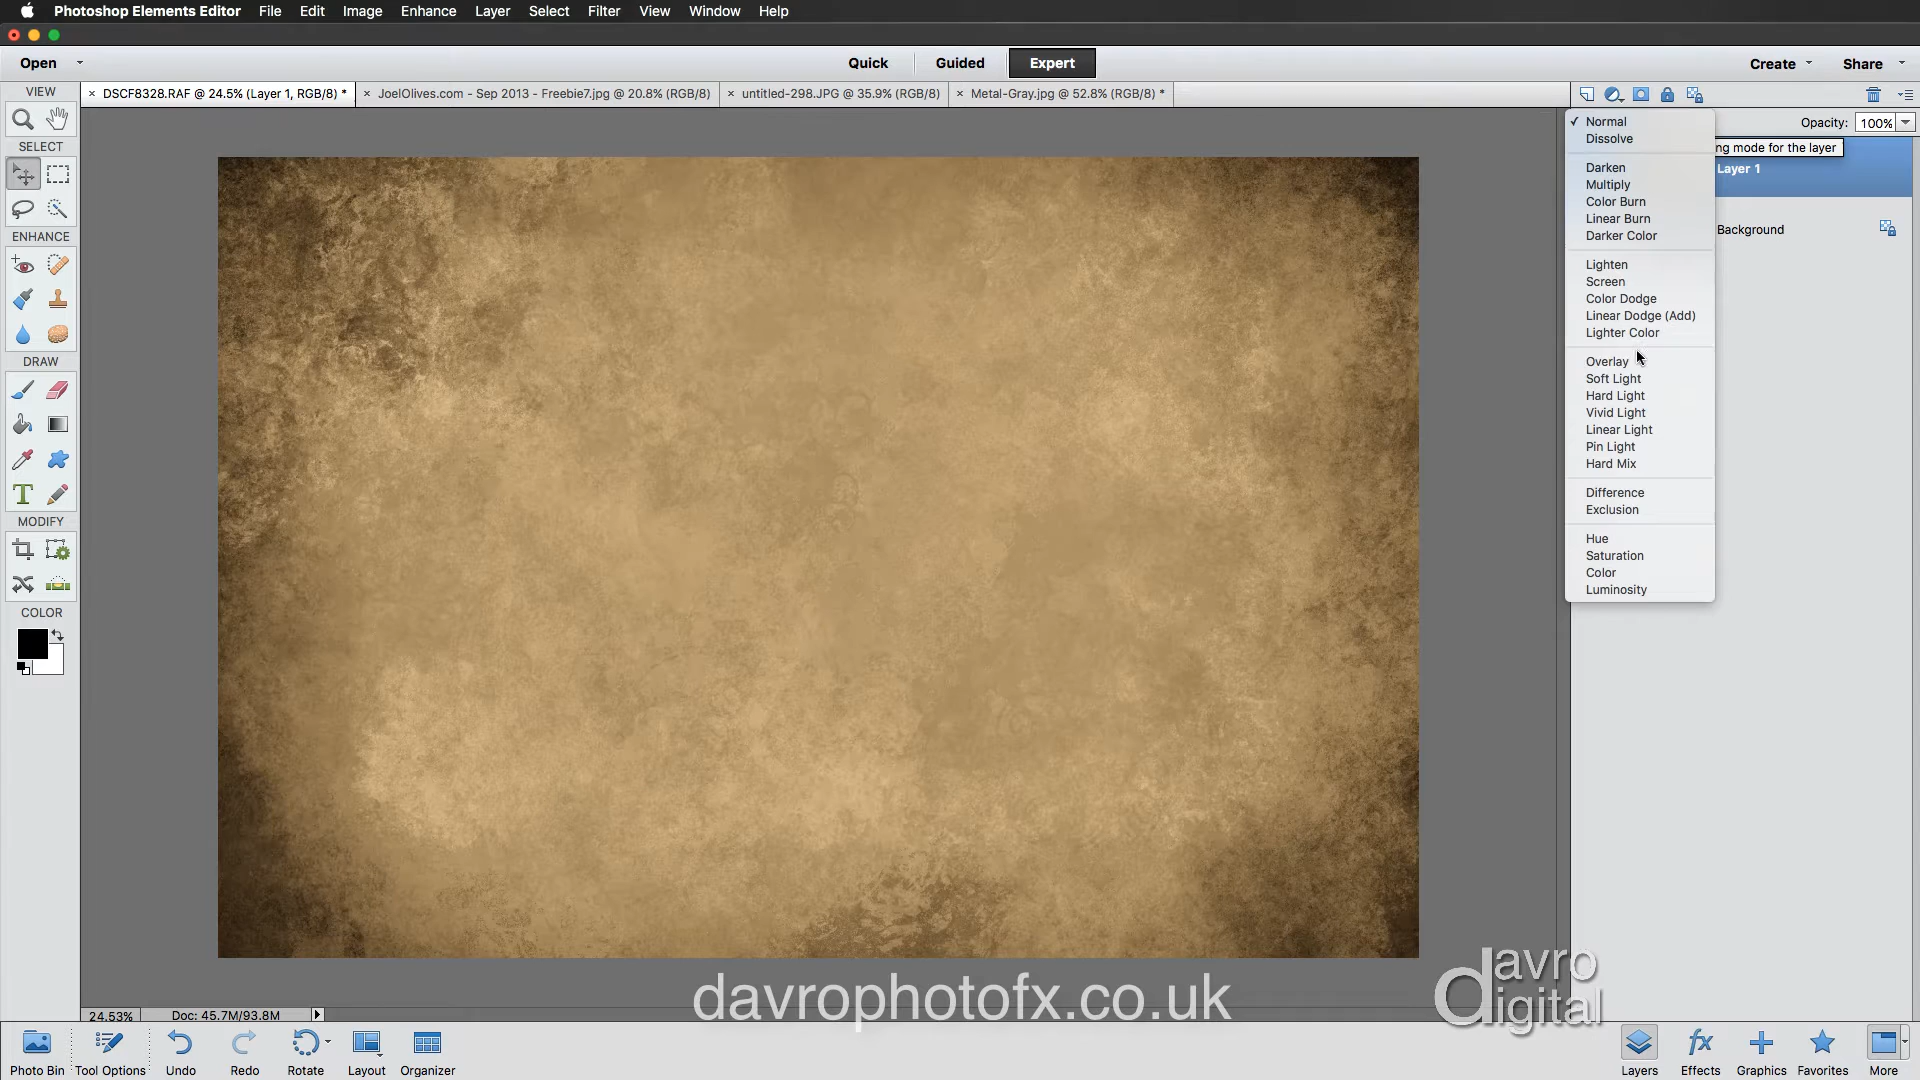 Photoshop Elements Editor File Edit Image Enhance Layer Select Filter View Window Help
Open Quick Guided Expert Create Share
VIEW
× DSCF8328.RAF @ 24.5% (Layer 1, RGB/8) * × JoelOlives.com - Sep 2013 - Freebie7.jpg @ 20.8% (RGB/8) × untitled-298.JPG @ 35.9% (RGB/8) × Metal-Gray.jpg @ 52.8% (RGB/8) *
✓ Normal
Opacity: 100%
Dissolve
ng mode for the layer
Darken
Layer 1
Multiply
Color Burn
Linear Burn
Darker Color
Background
Lighten
Screen
Color Dodge
Linear Dodge (Add)
Lighter Color
Overlay
Soft Light
Hard Light
Vivid Light
Linear Light
Pin Light
Hard Mix
Difference
Exclusion
Hue
Saturation
Color
Luminosity
SELECT
ENHANCE
DRAW
T
MODIFY
COLOR
davrophotofx.co.uk
davro
digital
24.53% Doc: 45.7M/93.8M
Photo Bin Tool Options Undo Redo Rotate Layout Organizer
fx
Layers Effects Graphics Favorites More